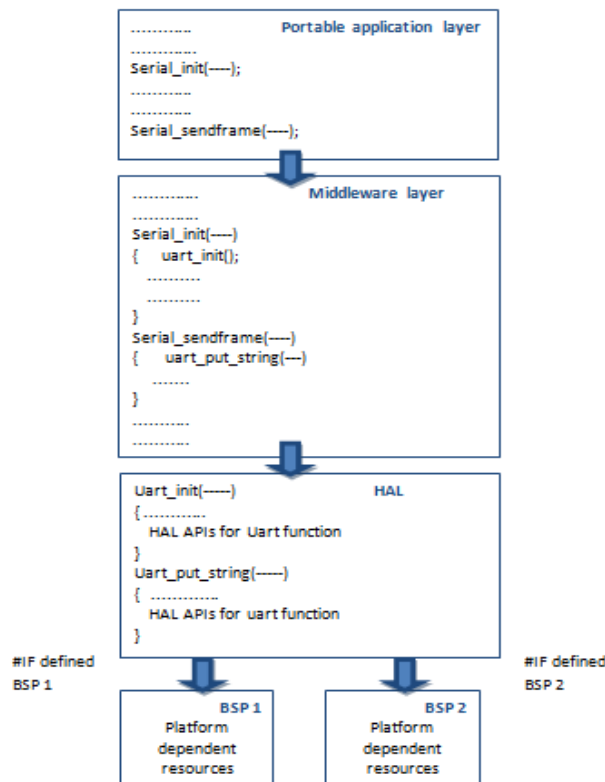 ............ Portable application layer
.............
Serial_init(----);
............
............
Serial_sendframe(----);
............. Middleware layer
.............
Serial_init(----)
{ uart_init();
..........
..........
}
Serial_sendframe(----)
{ uart_put_string(---)
.......
}
...........
...........
Uart_init(-----) HAL
{ ............
HAL APIs for Uart function
}
Uart_put_string(-----)
{ .............
HAL APIs for uart function
}
#IF defined
BSP 1
#IF defined
BSP 2
BSP 1
Platform
dependent
resources
BSP 2
Platform
dependent
resources